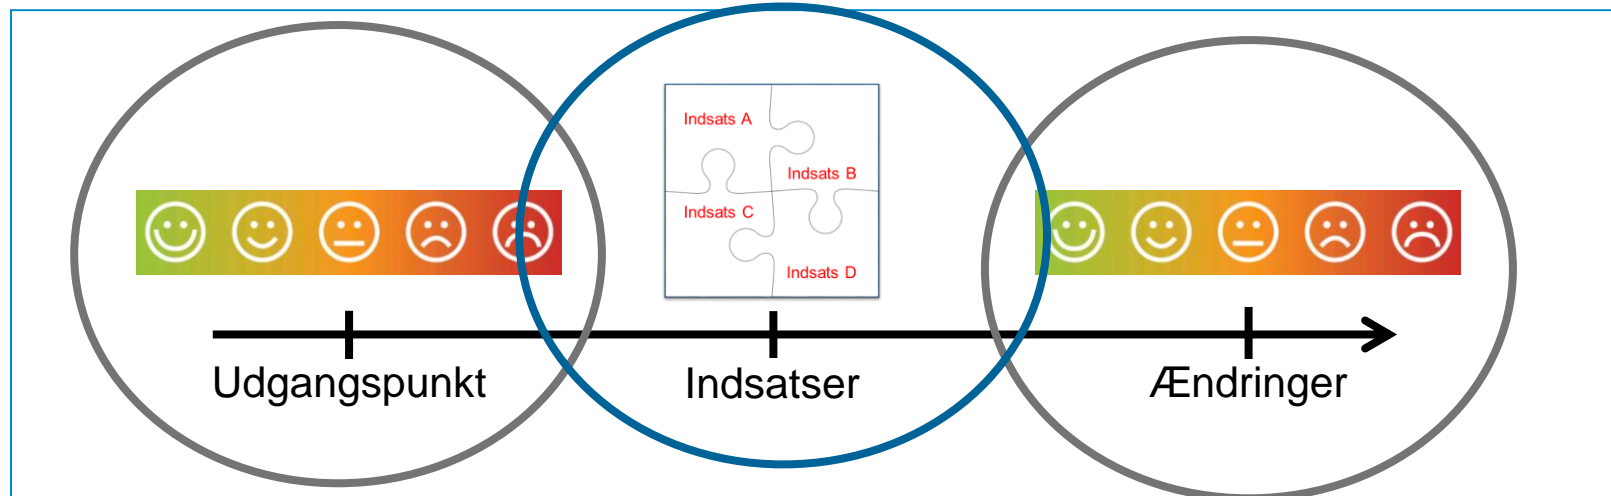 Indsats A
Indsats B
Indsats C
Indsats D
Udgangspunkt
Indsatser
Ændringer